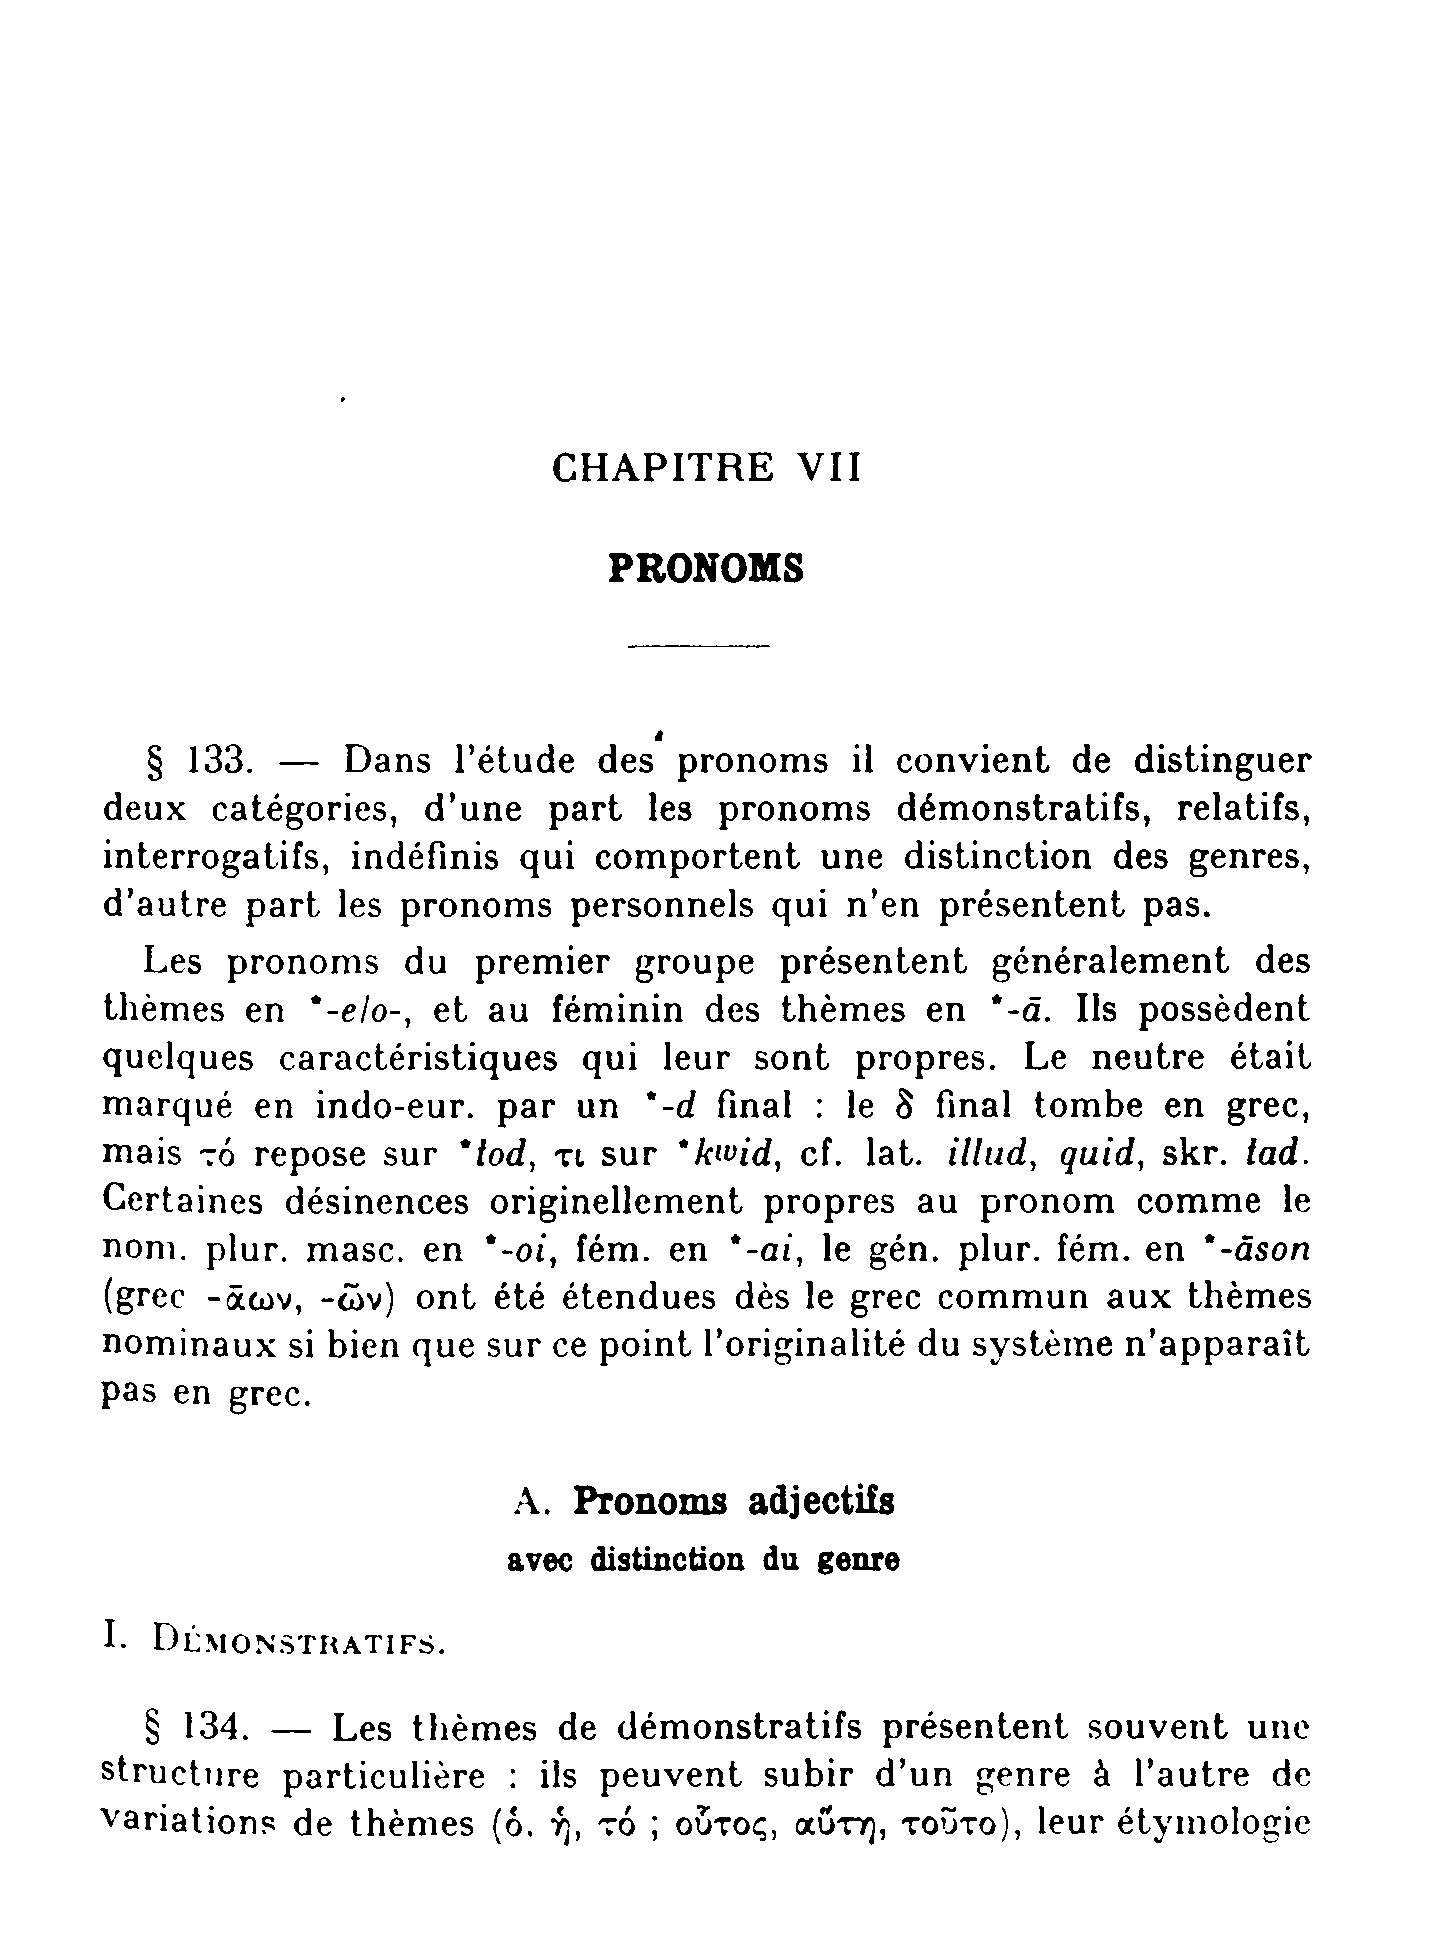 CHAPITRE VII
PRONOMS
§ 133. — Dans l'étude des pronoms il convient de distinguer
deux catégories, d'une part les pronoms démonstratifs, relatifs,
interrogatifs, indéfinis qui comportent une distinction des genres,
d'autre part les pronoms personnels qui n'en présentent pas.
Les pronoms du premier groupe présentent généralement des
thèmes en *-e/o-, et au féminin des thèmes en *-ā. Ils possèdent
quelques caractéristiques qui leur sont propres. Le neutre était
marqué en indo-eur. par un *-d final : le δ final tombe en grec,
mais τό repose sur *tod, τι sur *kwid, cf. lat. illud, quid, skr. tad.
Certaines désinences originellement propres au pronom comme le
nom. plur. masc. en *-oi, fém. en *-ai, le gén. plur. fém. en *-āson
(grec -ᾱων, -ῶν) ont été étendues dès le grec commun aux thèmes
nominaux si bien que sur ce point l'originalité du système n'apparaît
pas en grec.
A. Pronoms adjectifs
avec distinction du genre
I. DÉMONSTRATIFS.
§ 134. — Les thèmes de démonstratifs présentent souvent une
structure particulière : ils peuvent subir d'un genre à l'autre de
variations de thèmes (ὁ, ἡ, τό ; οὗτος, αὕτη, τοῦτο), leur étymologie